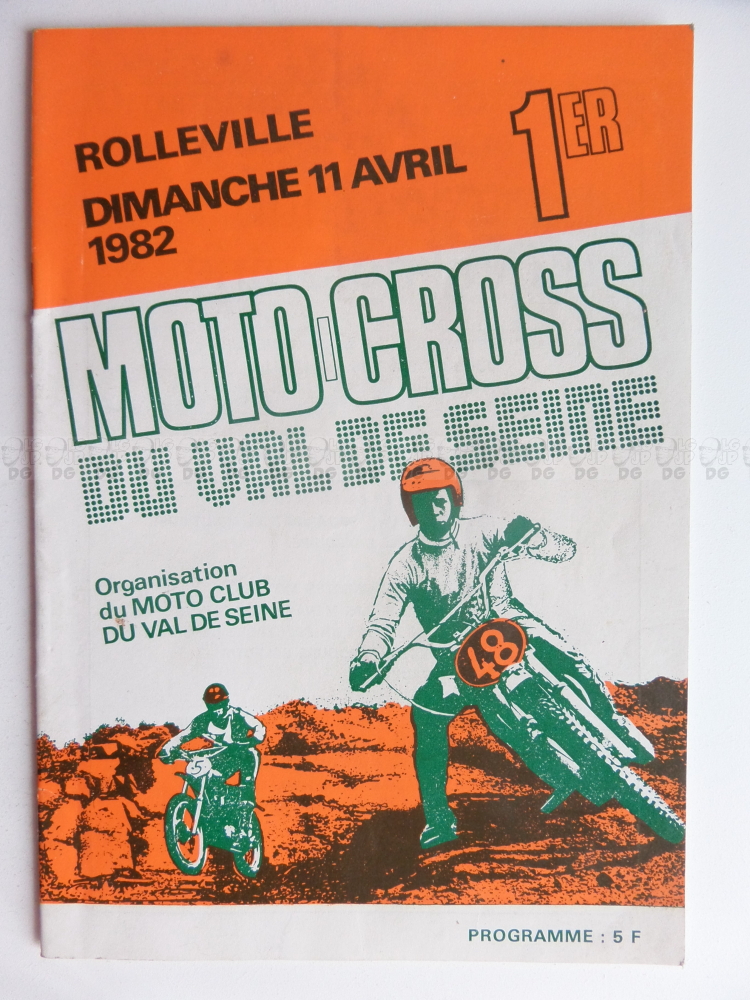 ROLLEVILLE
DIMANCHE 11 AVRIL
1982
1ER
MOTO-CROSS
DU VAL DE SEINE
Organisation
du MOTO CLUB
DU VAL DE SEINE
48
5
PROGRAMME : 5 F